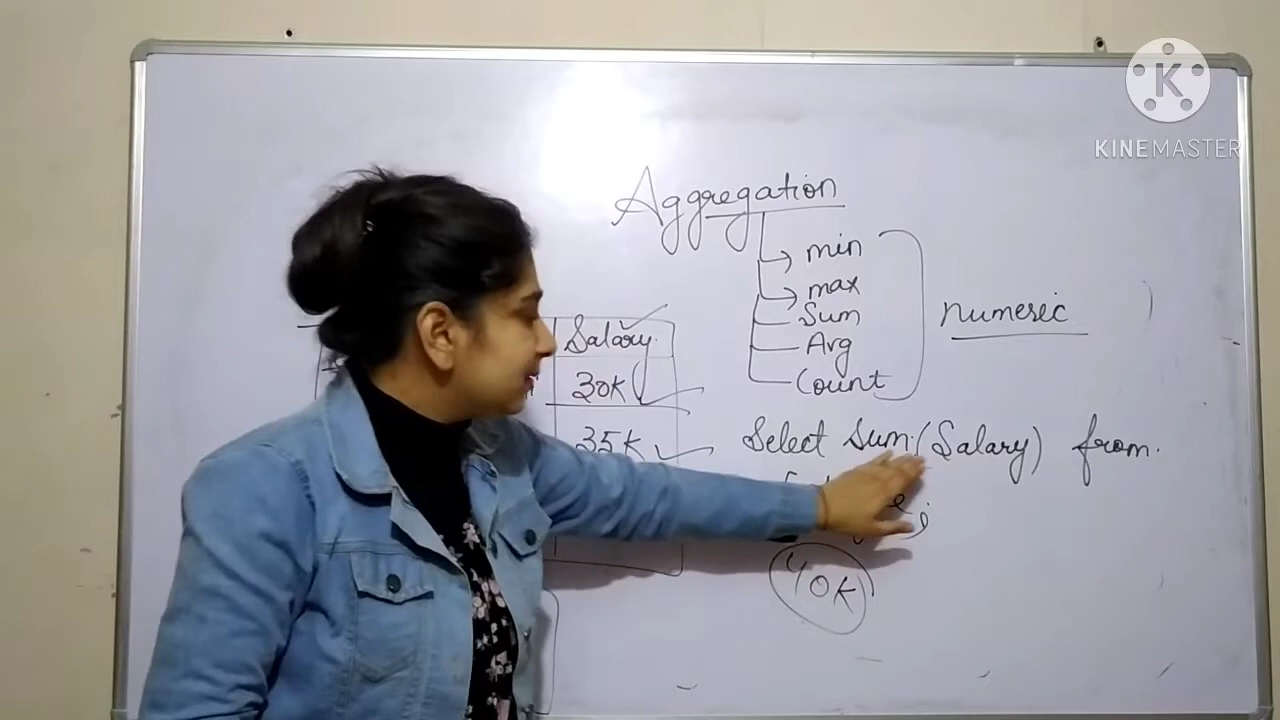 K
KINEMASTER
Aggregation
min
max
Sum
Avg
Count
numeric
Salary
30K
35K
Select Sum (Salary) from
;
40K